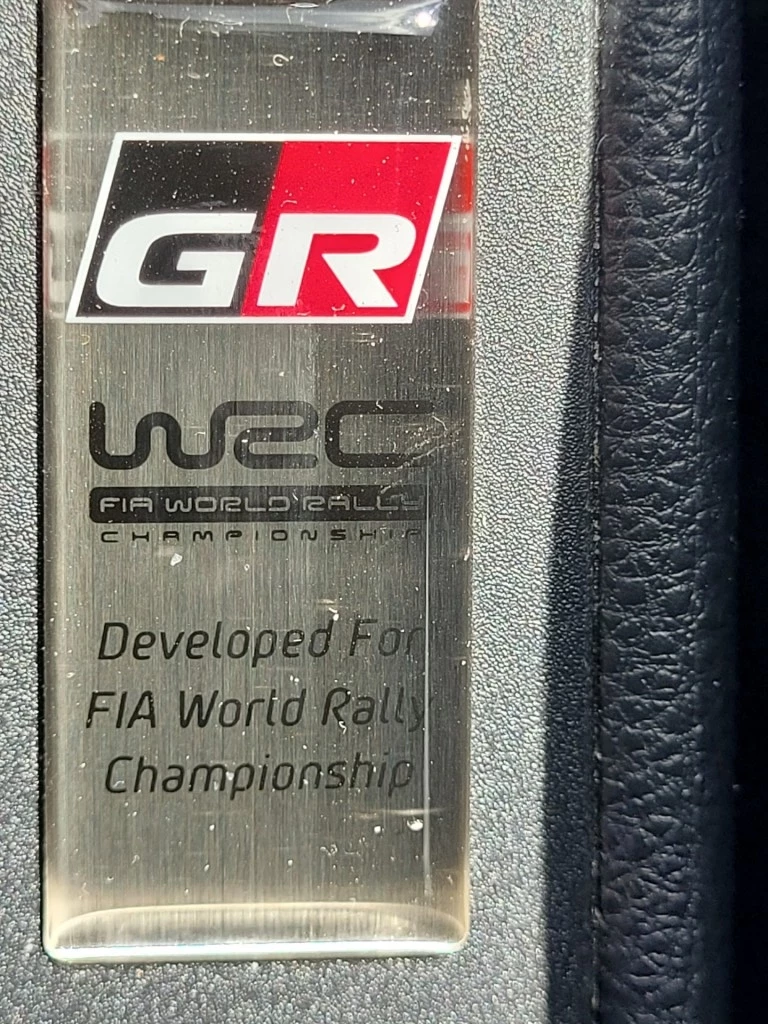 GR
WRC
FIA WORLD RALLY
CHAMPIONSHIP
Developed For
FIA World Rally
Championship